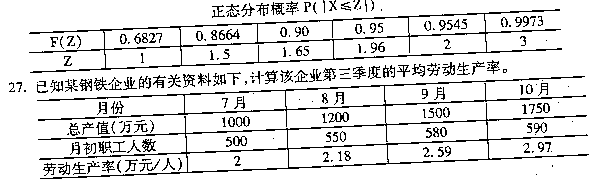 正态分布概率 P(|X≤Z|).
F(Z) 0.6827 0.8664 0.90 0.95 0.9545 0.9973
Z 1 1.5 1.65 1.96 2 3
27. 已知某钢铁企业的有关资料如下,计算该企业第三季度的平均劳动生产率。
月份 7月 8月 9月 10月
总产值(万元) 1000 1200 1500 1750
月初职工人数 500 550 580 590
劳动生产率(万元/人) 2 2.18 2.59 2.97